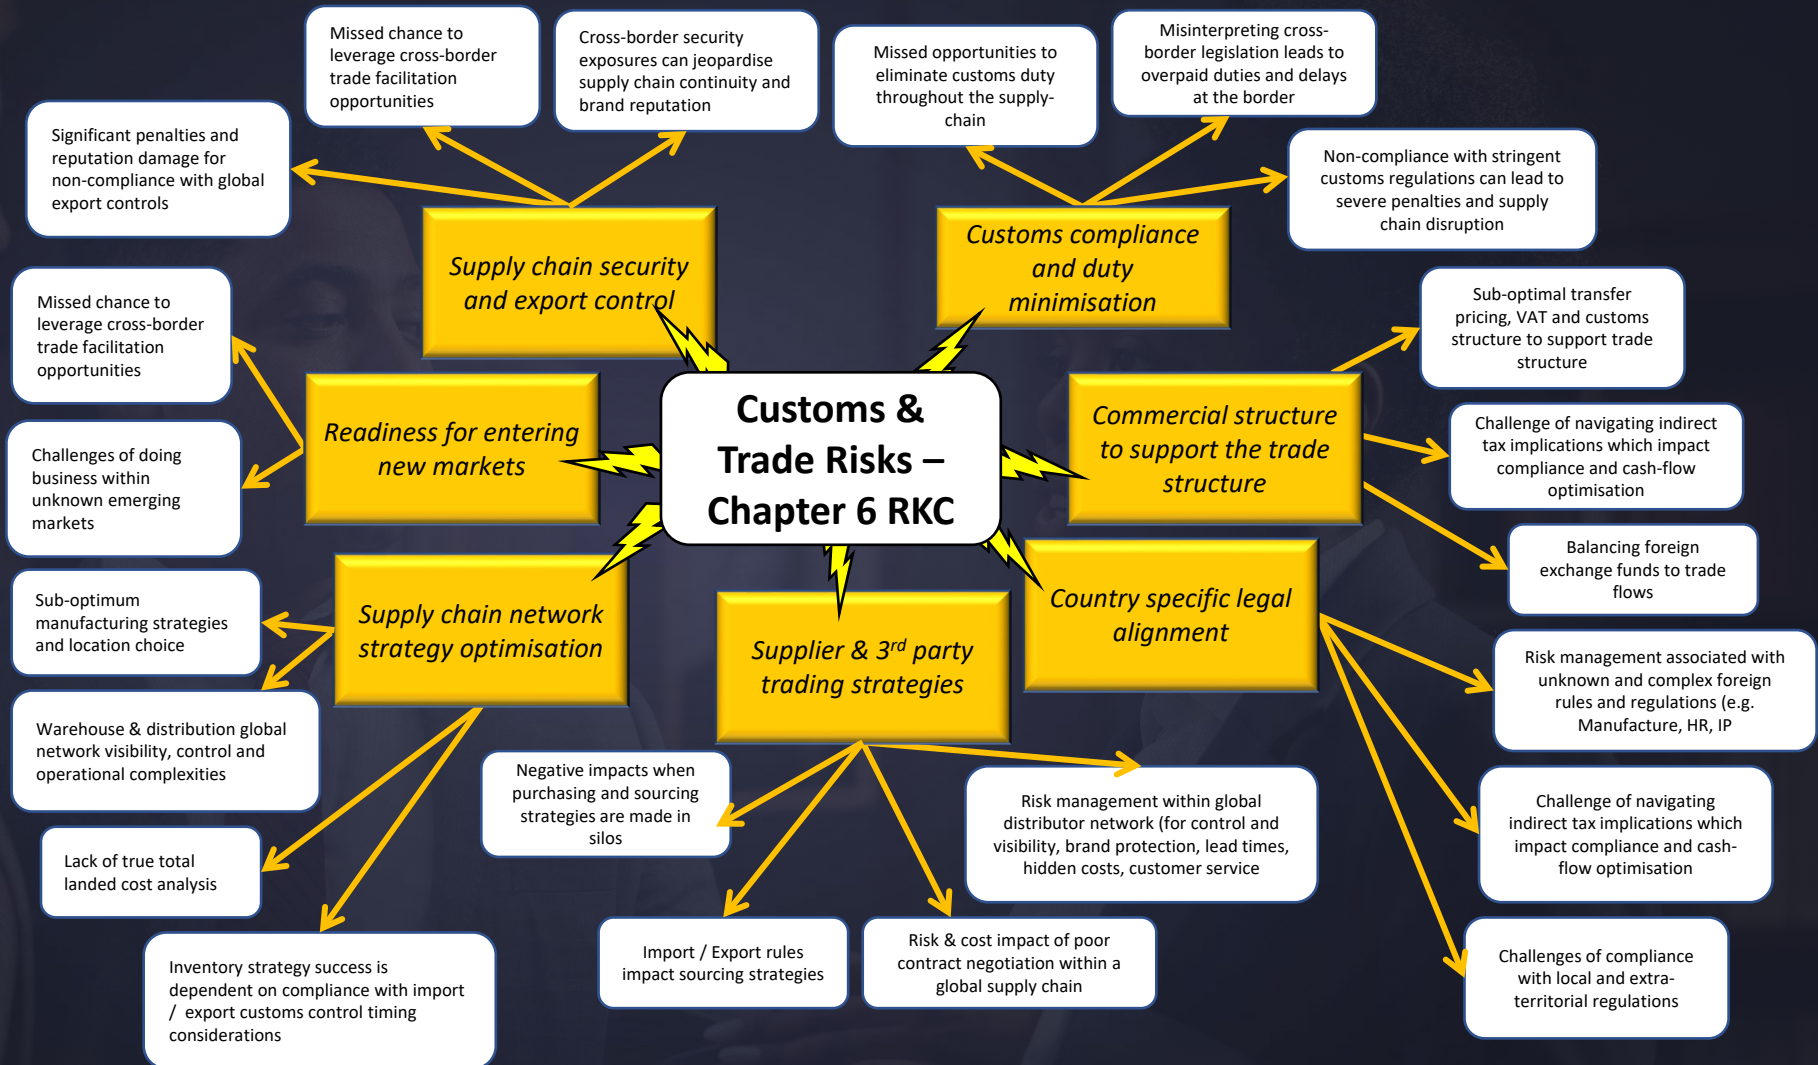 Missed chance to
leverage cross-border
trade facilitation
opportunities
Cross-border security
exposures can jeopardise
supply chain continuity and
brand reputation
Missed opportunities to
eliminate customs duty
throughout the supply-
chain
Misinterpreting cross-
border legislation leads to
overpaid duties and delays
at the border
Significant penalties and
reputation damage for
non-compliance with global
export controls
Non-compliance with stringent
customs regulations can lead to
severe penalties and supply
chain disruption
Supply chain security
and export control
Customs compliance
and duty
minimisation
Missed chance to
leverage cross-border
trade facilitation
opportunities
Sub-optimal transfer
pricing, VAT and customs
structure to support trade
structure
Readiness for entering
new markets
Customs &
Trade Risks –
Chapter 6 RKC
Commercial structure
to support the trade
structure
Challenges of doing
business within
unknown emerging
markets
Challenge of navigating indirect
tax implications which impact
compliance and cash-flow
optimisation
Balancing foreign
exchange funds to trade
flows
Sub-optimum
manufacturing strategies
and location choice
Supply chain network
strategy optimisation
Supplier & 3rd party
trading strategies
Country specific legal
alignment
Risk management associated with
unknown and complex foreign
rules and regulations (e.g.
Manufacture, HR, IP
Warehouse & distribution global
network visibility, control and
operational complexities
Negative impacts when
purchasing and sourcing
strategies are made in
silos
Risk management within global
distributor network (for control and
visibility, brand protection, lead times,
hidden costs, customer service
Challenge of navigating
indirect tax implications which
impact compliance and cash-
flow optimisation
Lack of true total
landed cost analysis
Inventory strategy success is
dependent on compliance with import
/ export customs control timing
considerations
Import / Export rules
impact sourcing strategies
Risk & cost impact of poor
contract negotiation within a
global supply chain
Challenges of compliance
with local and extra-
territorial regulations